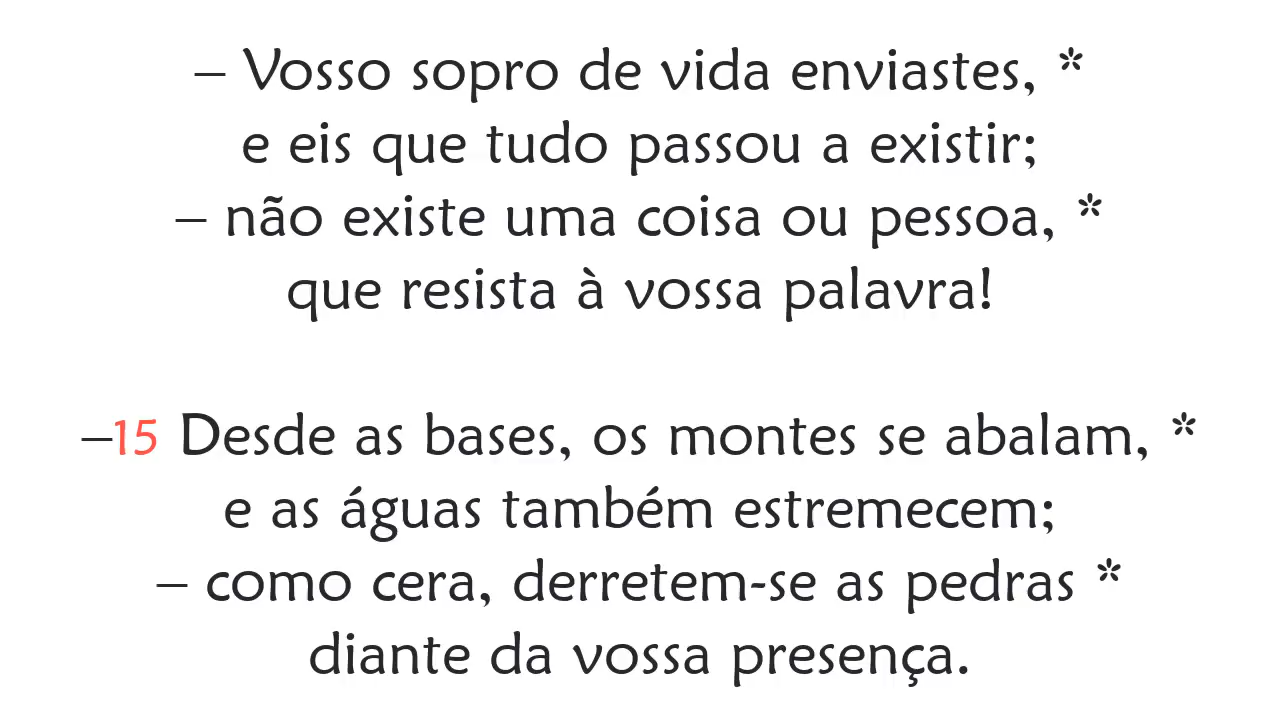 – Vosso sopro de vida enviastes, *
e eis que tudo passou a existir;
– não existe uma coisa ou pessoa, *
que resista à vossa palavra!
–15 Desde as bases, os montes se abalam, *
e as águas também estremecem;
– como cera, derretem-se as pedras *
diante da vossa presença.